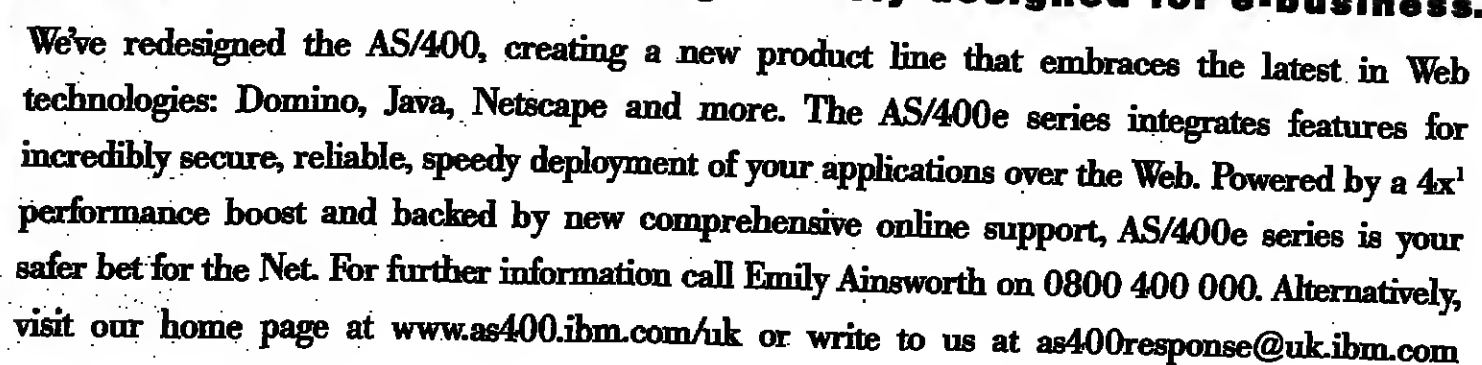 designed for e-business.
We've redesigned the AS/400, creating a new product line that embraces the latest in Web
technologies: Domino, Java, Netscape and more. The AS/400e series integrates features for
incredibly secure, reliable, speedy deployment of your applications over the Web. Powered by a 4x¹
performance boost and backed by new comprehensive online support, AS/400e series is your
safer bet for the Net. For further information call Emily Ainsworth on 0800 400 000. Alternatively,
visit our home page at www.as400.ibm.com/uk or write to us at as400response@uk.ibm.com